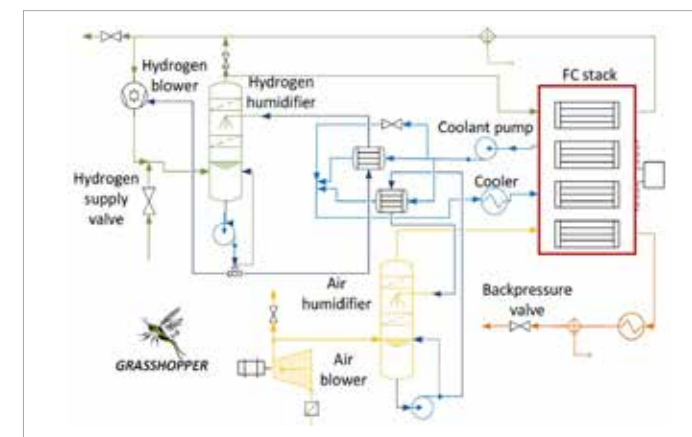 Hydrogen
blower
Hydrogen
humidifier
FC stack
Coolant pump
Cooler
Hydrogen
supply
valve
Air
humidifier
Backpressure
valve
GRASSHOPPER
Air
blower